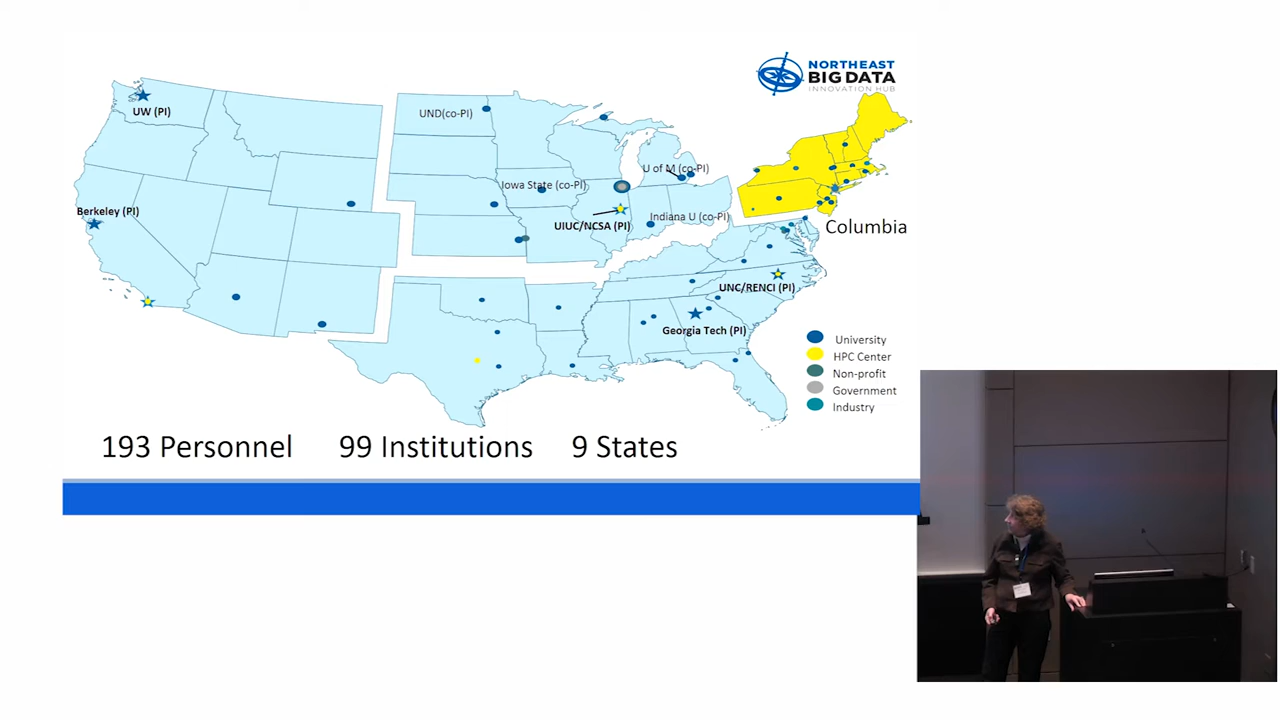 NORTHEAST
BIG DATA
INNOVATION HUB
UW (PI)
UND(co-PI)
U of M (co-PI)
Iowa State (co-PI)
Berkeley (PI)
UIUC/NCSA (PI)
Indiana U (co-PI)
Columbia
UNC/RENCI (PI)
Georgia Tech (PI)
University
HPC Center
Non-profit
Government
Industry
193 Personnel 99 Institutions 9 States